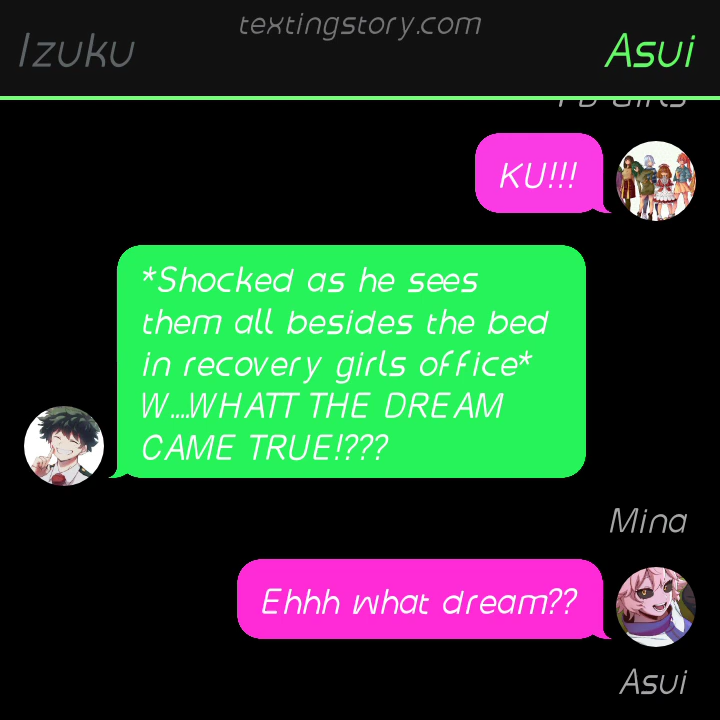 textingstory.com
Izuku
Asui
KU!!!
*Shocked as he sees
them all besides the bed
in recovery girls office*
W....WHATT THE DREAM
CAME TRUE!???
Mina
Ehhh what dream??
Asui